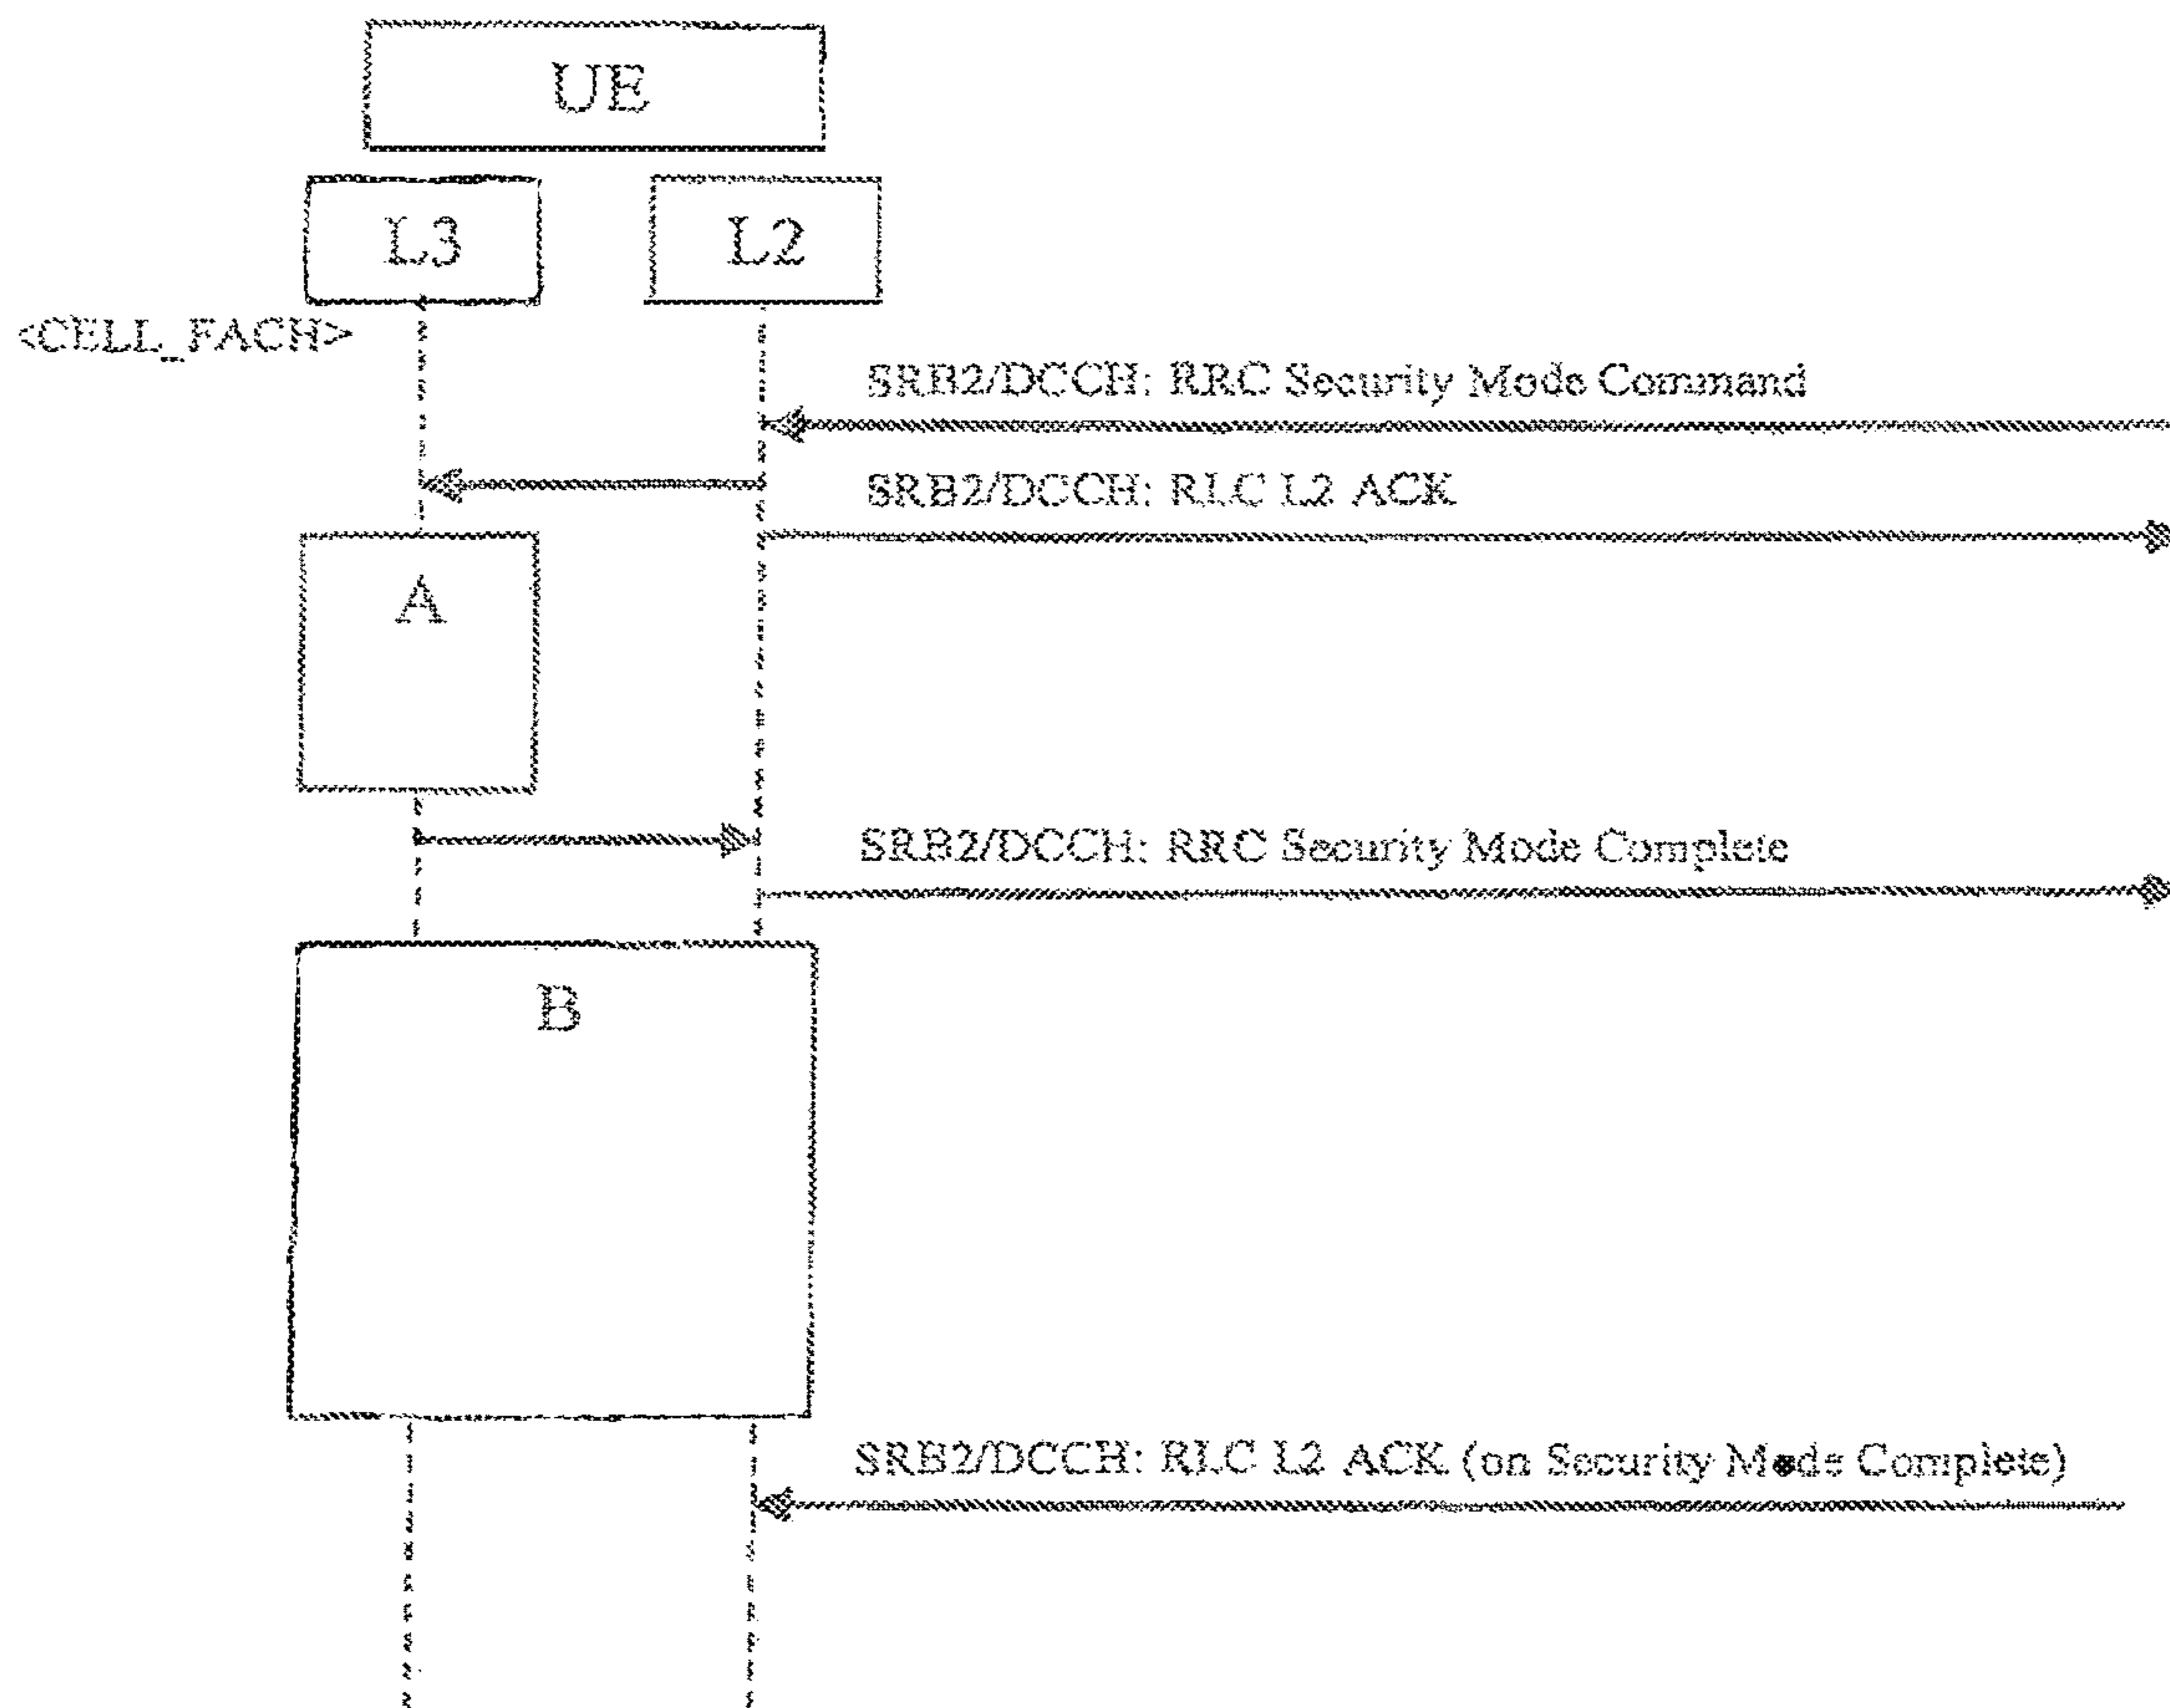 UE
L3
L2
<CELL_FACH>
SRB2/DCCH: RRC Security Mode Command
SRB2/DCCH: RLC L2 ACK
A
SRB2/DCCH: RRC Security Mode Complete
B
SRB2/DCCH: RLC L2 ACK (on Security Mode Complete)